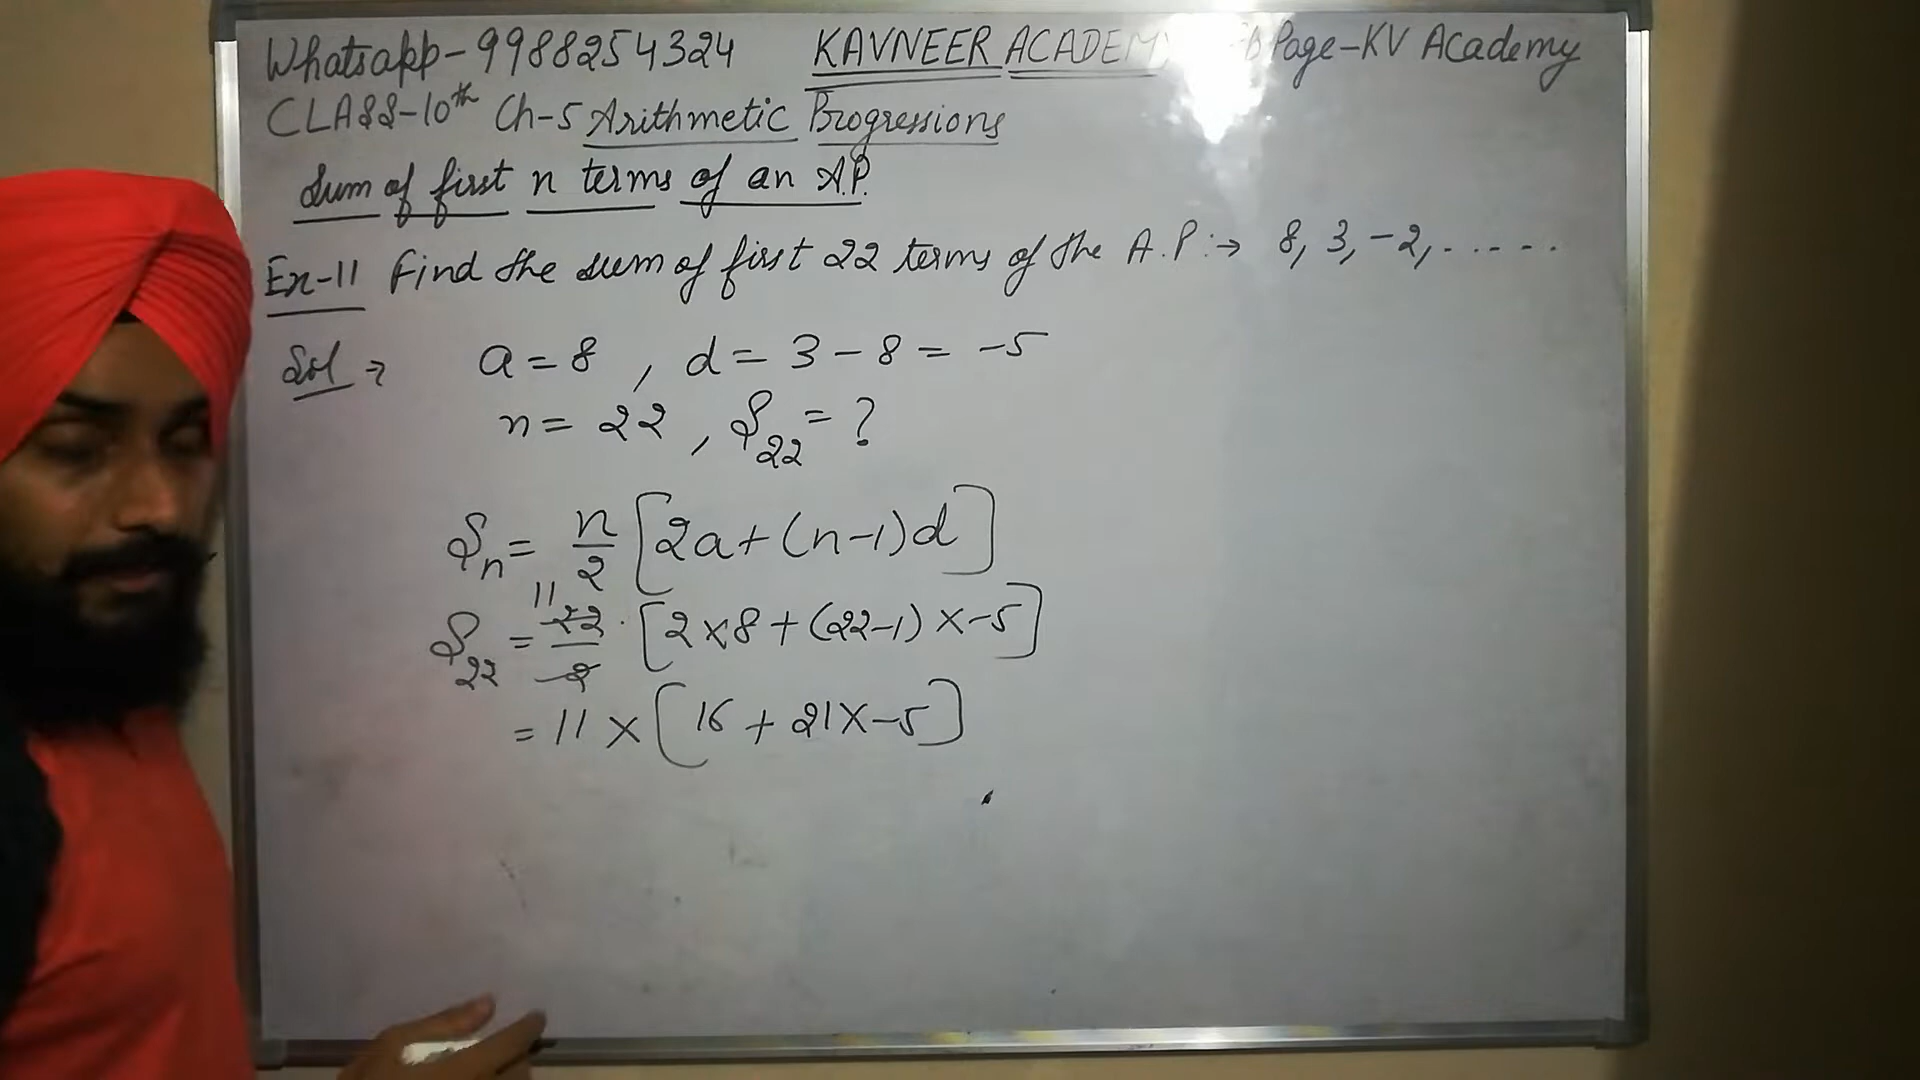 Whatsapp-9988254324 KAVNEER ACADEMY Page-KV Academy
CLASS-10th Ch-5 Arithmetic Progressions
Sum of first n terms of an A.P.
Ex-11 Find the sum of first 22 terms of the A.P:→ 8, 3, -2, .....
Sol → a = 8 , d = 3 - 8 = -5
n = 22 , S22 = ?
Sn = n/2 [2a+(n-1)d]
11
S22 = 22/2 · [2×8+(22-1)×-5]
= 11 × [16 + 21×-5]